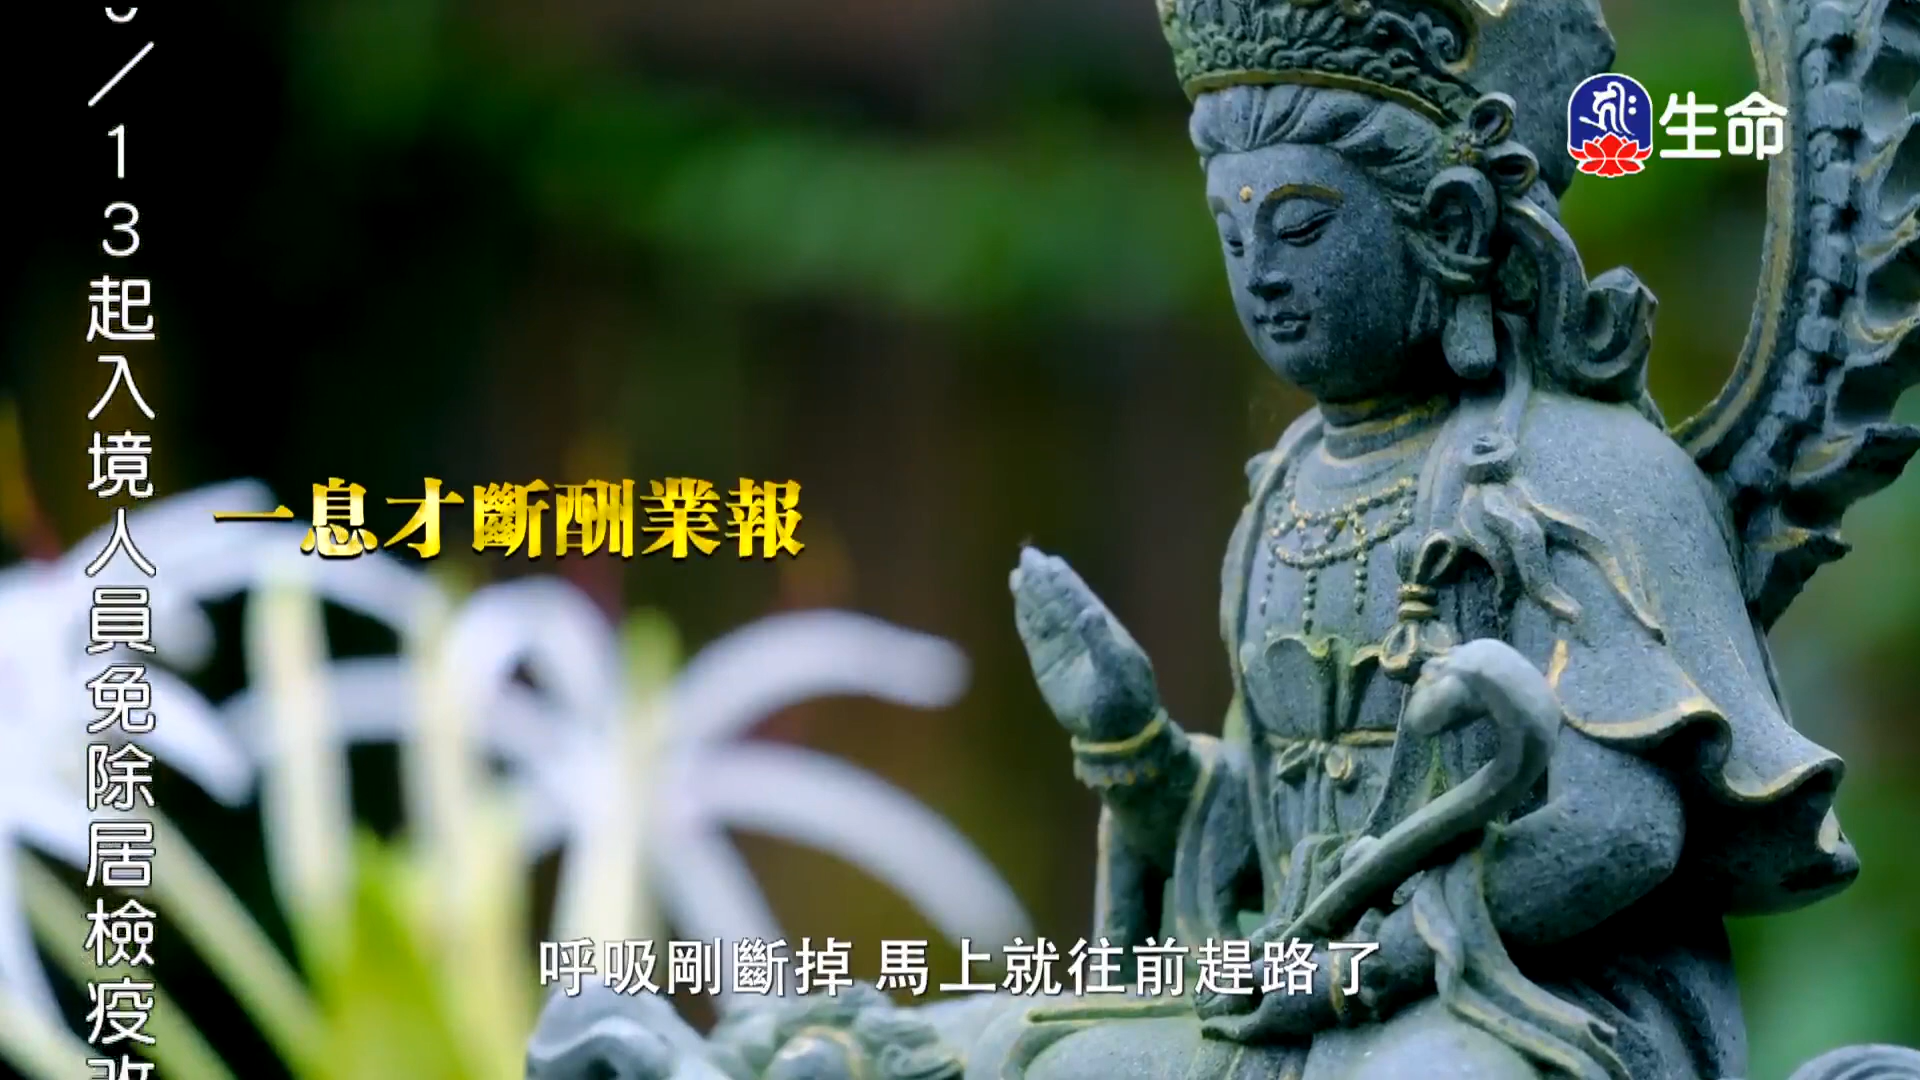 /13起入境人員免除居檢疫
生命
一息才斷酬業報
呼吸剛斷掉 馬上就往前趕路了